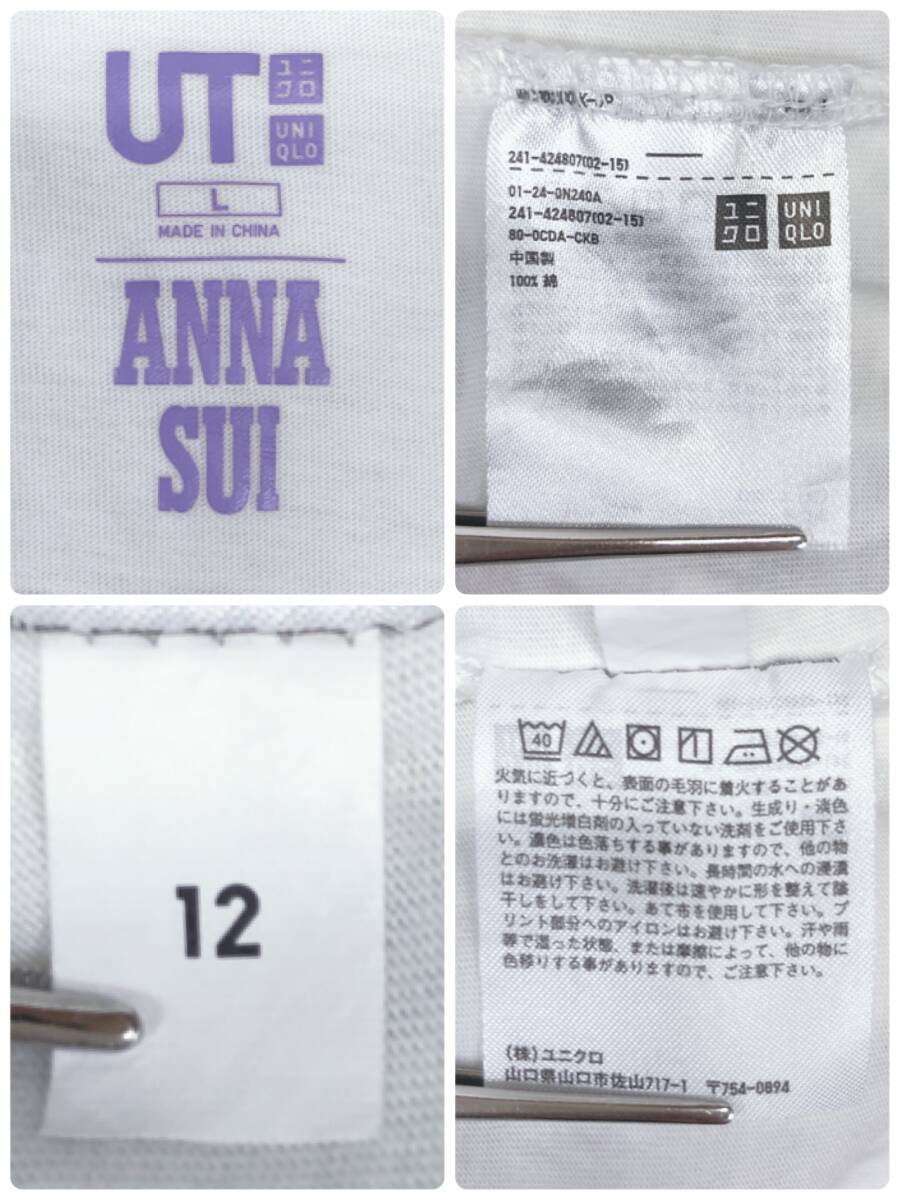 UT ユニクロ
UNIQLO
L
MADE IN CHINA
ANNA
SUI
241-424807(02-15)
01-24-QN240A
241-424807(02-15)
80-0CDA-CKB
中国製
100% 綿
ユニクロ UNIQLO
12
40
火気に近づくと、表面の毛羽に着火することがあ
りますので、十分にご注意下さい。生成り・淡色
には蛍光増白剤の入っていない洗剤をご使用下さ
い。濃色は色落ちする事がありますので、他の物
とのお洗濯はお避け下さい。長時間の水への浸漬
はお避け下さい。洗濯後は速やかに形を整えて陰
干しをして下さい。あて布を使用して下さい。プ
リント部分へのアイロンはお避け下さい。汗や雨
等で湿った状態、または摩擦によって、他の物に
色移りする事がありますので、ご注意下さい。
(株)ユニクロ
山口県山口市佐山717-1 〒754-0894